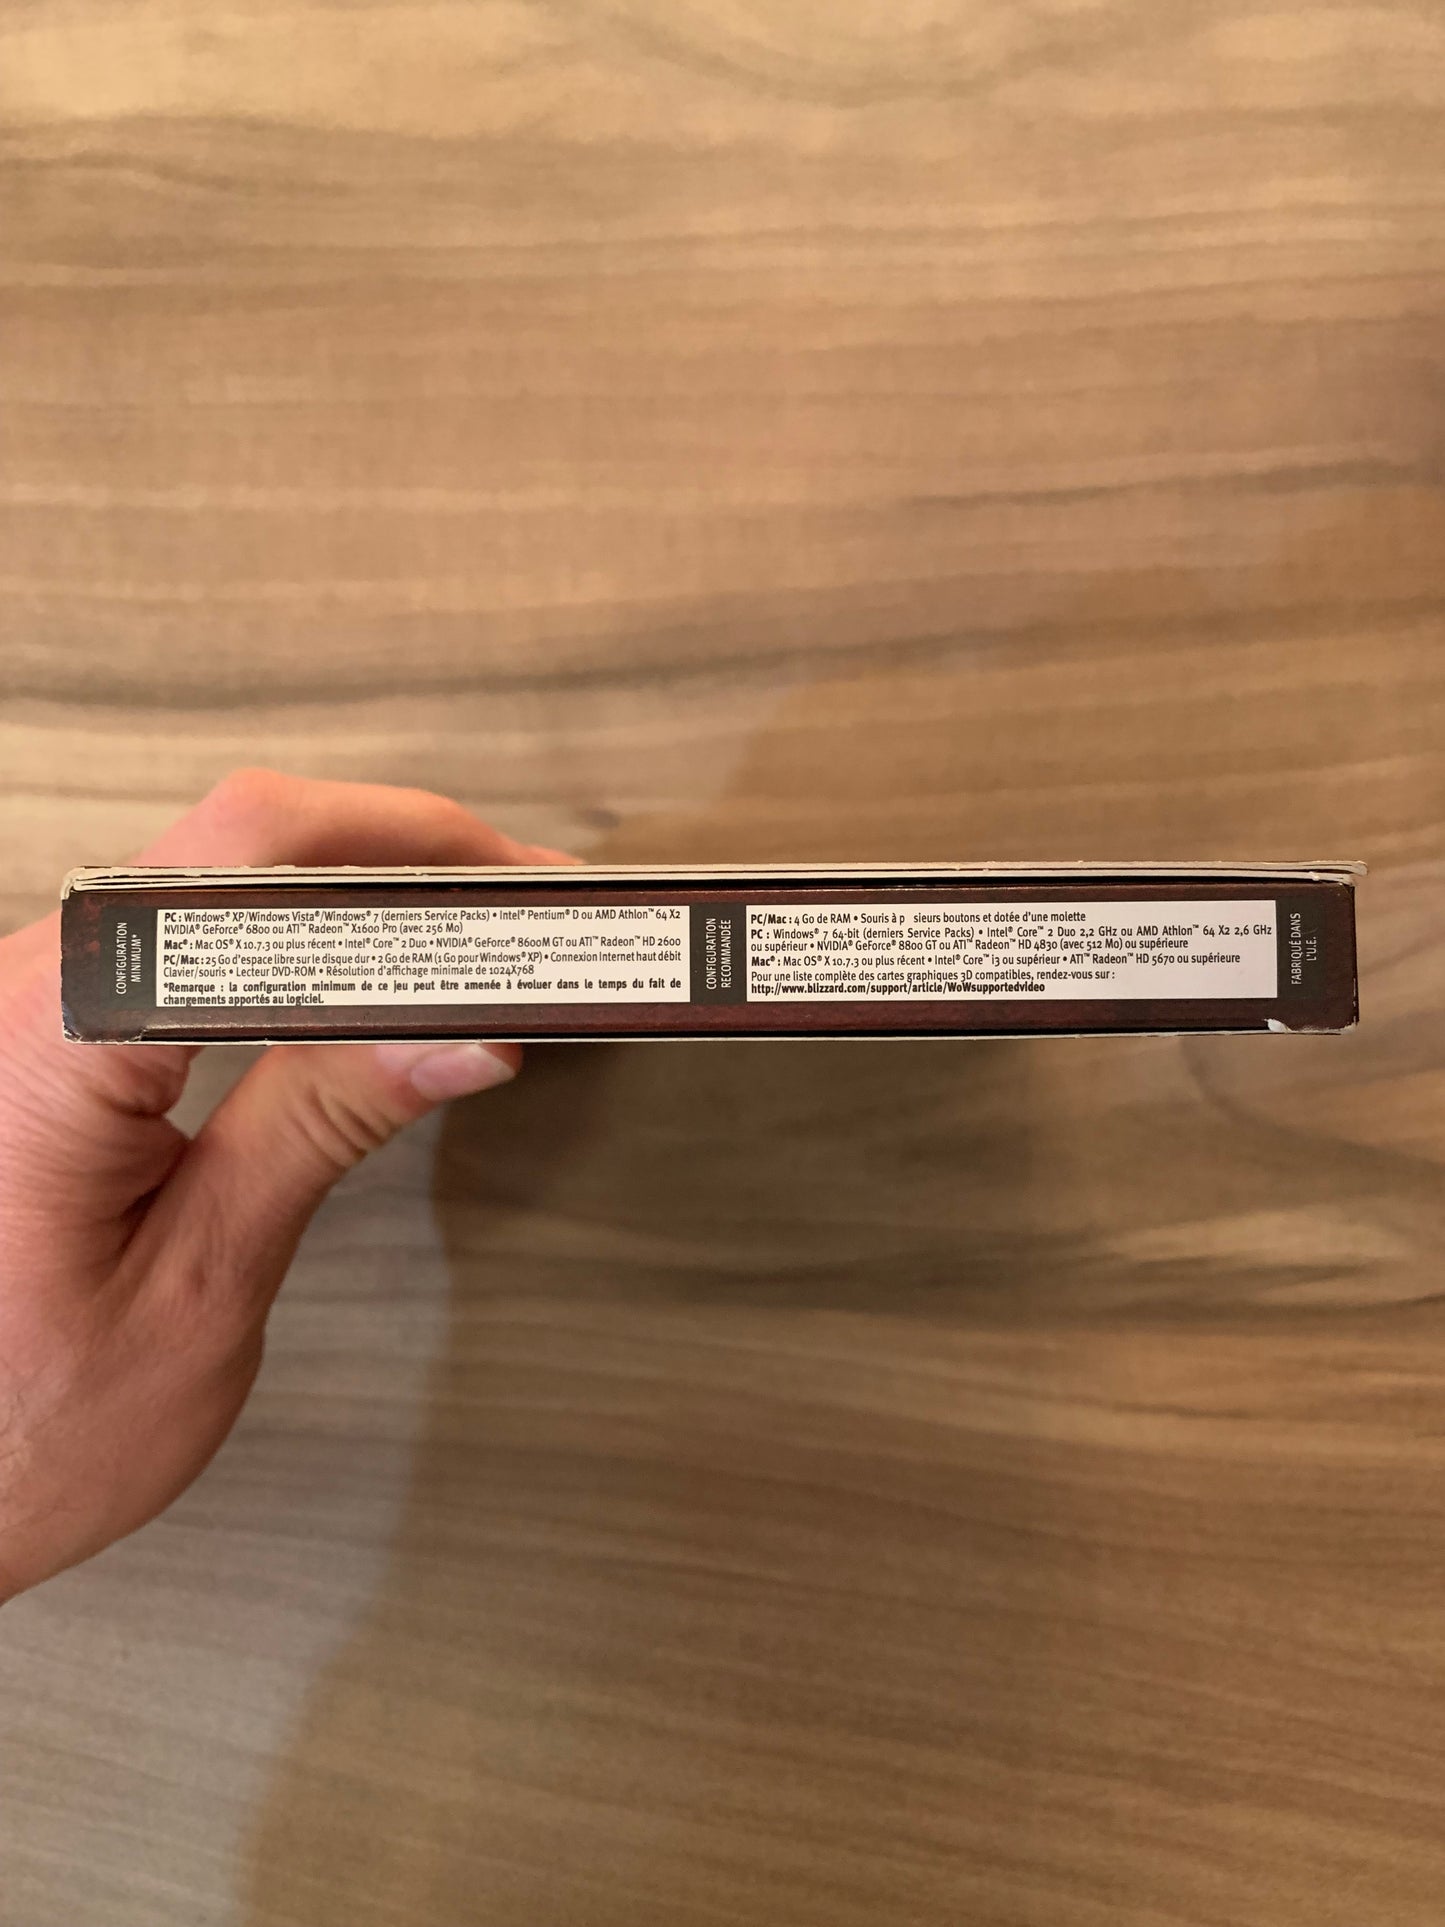 CONFIGURATION
MINIMUM*
PC : Windows® XP/Windows Vista®/Windows® 7 (derniers Service Packs) • Intel® Pentium® D ou AMD Athlon™ 64 X2
NVIDIA® GeForce® 6800 ou ATI™ Radeon™ X1600 Pro (avec 256 Mo)
Mac® : Mac OS® X 10.7.3 ou plus récent • Intel® Core™ 2 Duo • NVIDIA® GeForce® 8600M GT ou ATI™ Radeon™ HD 2600
PC/Mac : 25 Go d'espace libre sur le disque dur • 2 Go de RAM (1 Go pour Windows® XP) • Connexion Internet haut débit
Clavier/souris • Lecteur DVD-ROM • Résolution d'affichage minimale de 1024X768
*Remarque : la configuration minimum de ce jeu peut être amenée à évoluer dans le temps du fait de
changements apportés au logiciel.
CONFIGURATION
RECOMMANDÉE
PC/Mac : 4 Go de RAM • Souris à p sieurs boutons et dotée d'une molette
PC : Windows® 7 64-bit (derniers Service Packs) • Intel® Core™ 2 Duo 2,2 GHz ou AMD Athlon™ 64 X2 2,6 GHz
ou supérieur • NVIDIA® GeForce® 8800 GT ou ATI™ Radeon™ HD 4830 (avec 512 Mo) ou supérieure
Mac® : Mac OS® X 10.7.3 ou plus récent • Intel® Core™ i3 ou supérieur • ATI™ Radeon™ HD 5670 ou supérieure
Pour une liste complète des cartes graphiques 3D compatibles, rendez-vous sur :
http://www.blizzard.com/support/article/WoWsupportedvideo
FABRIQUÉ DANS
L'U.E.